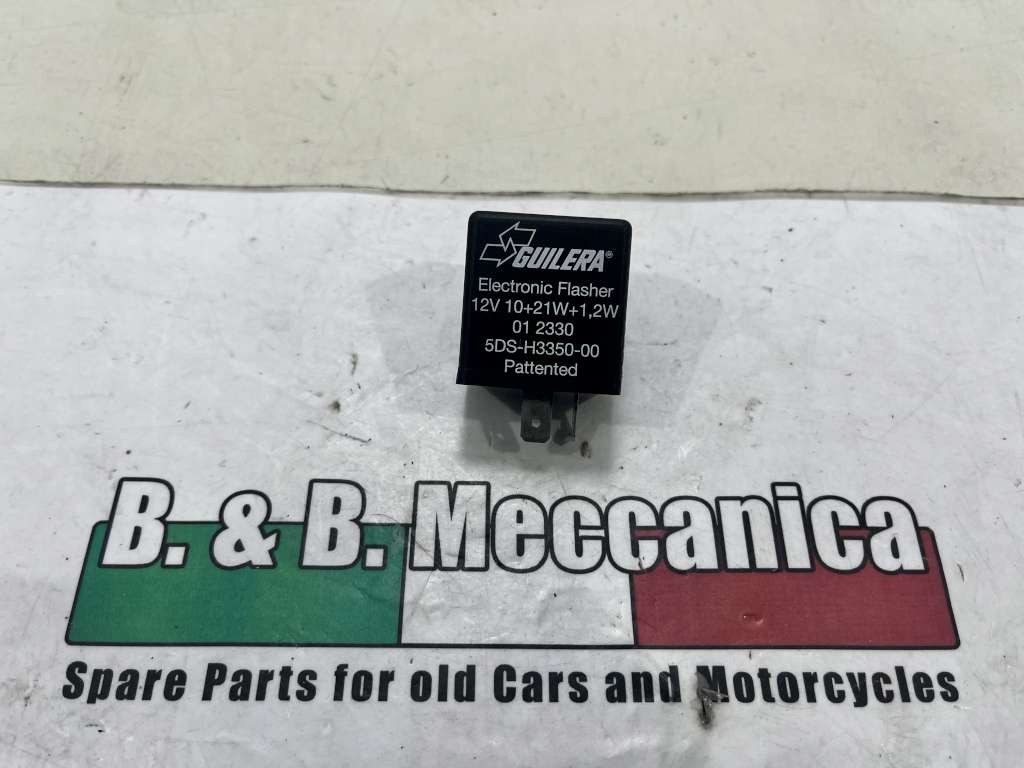 GUILERA®
Electronic Flasher
12V 10+21W+1,2W
01 2330
5DS-H3350-00
Pattented
B. & B. Meccanica
Spare Parts for old Cars and Motorcycles